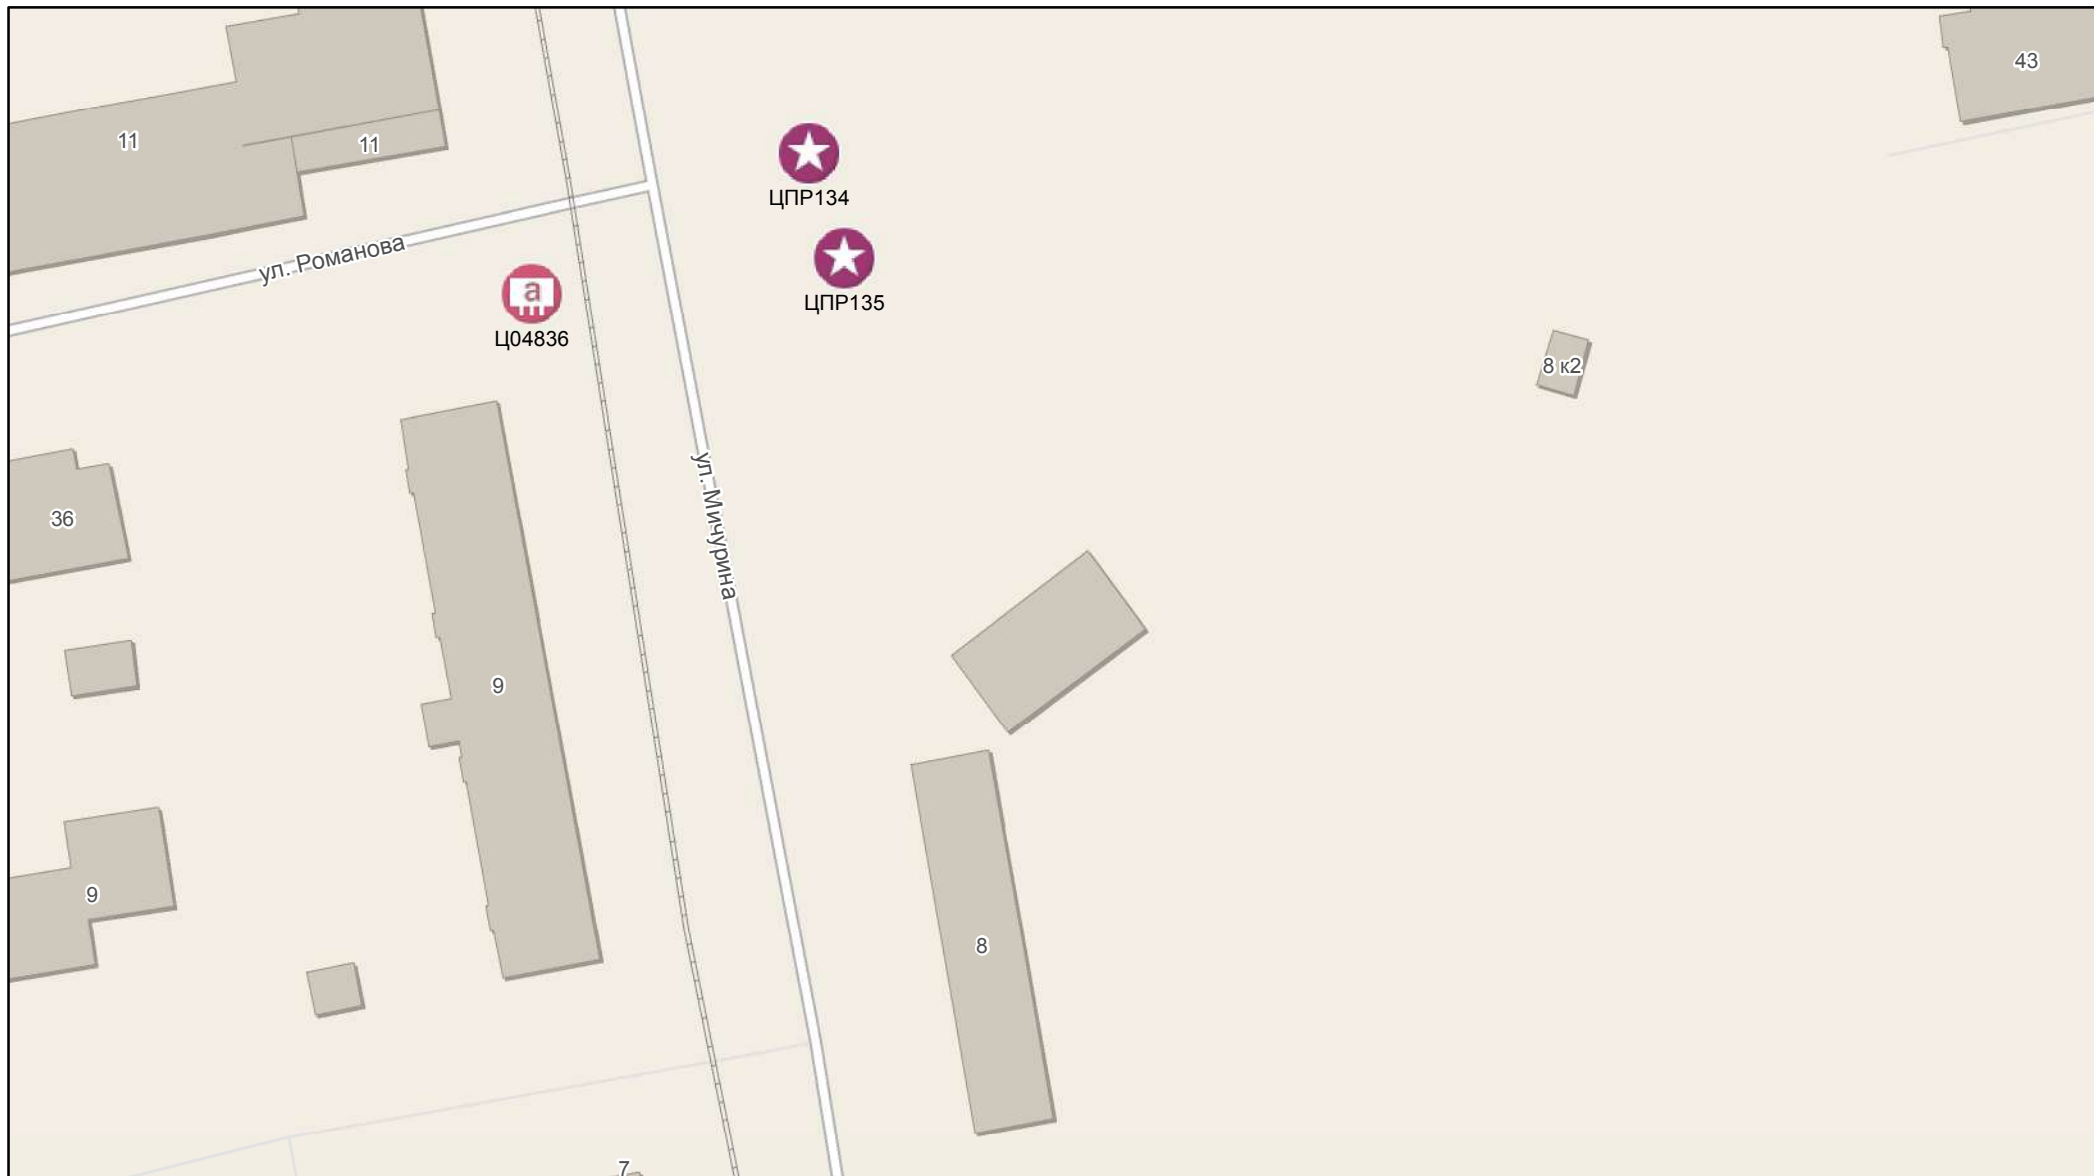 43
11
11
ЦПР134
ул. Романова
ЦПР135
а
Ц04836
8 к2
ул. Мичурина
36
9
9
8
7